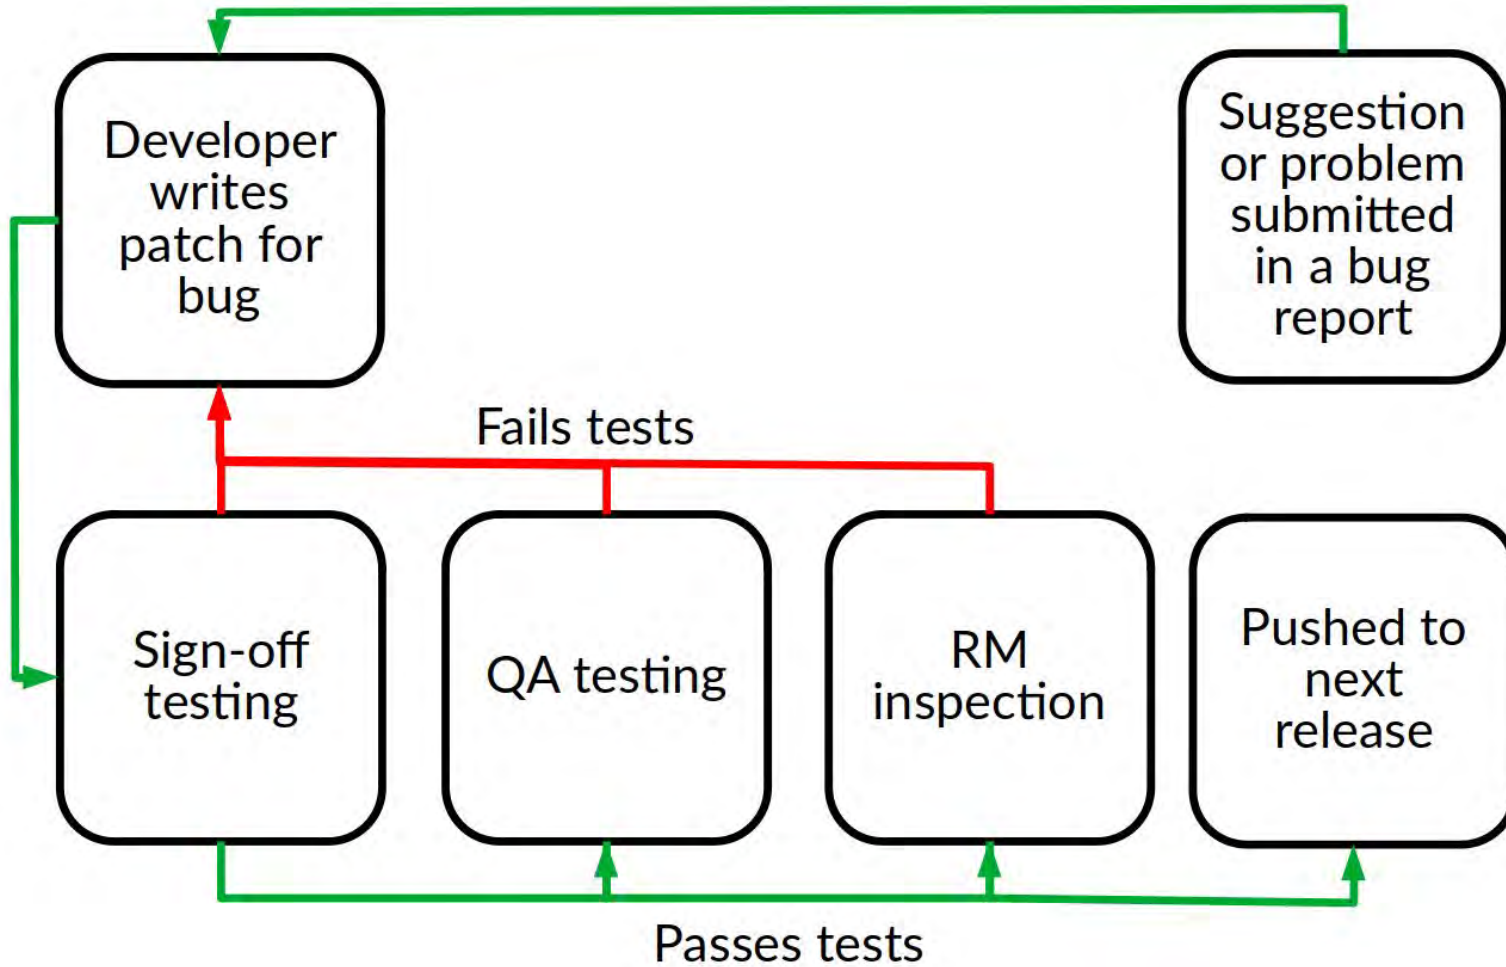 Developer
writes
patch for
bug
Suggestion
or problem
submitted
in a bug
report
Fails tests
Sign-off
testing
QA testing
RM
inspection
Pushed to
next
release
Passes tests